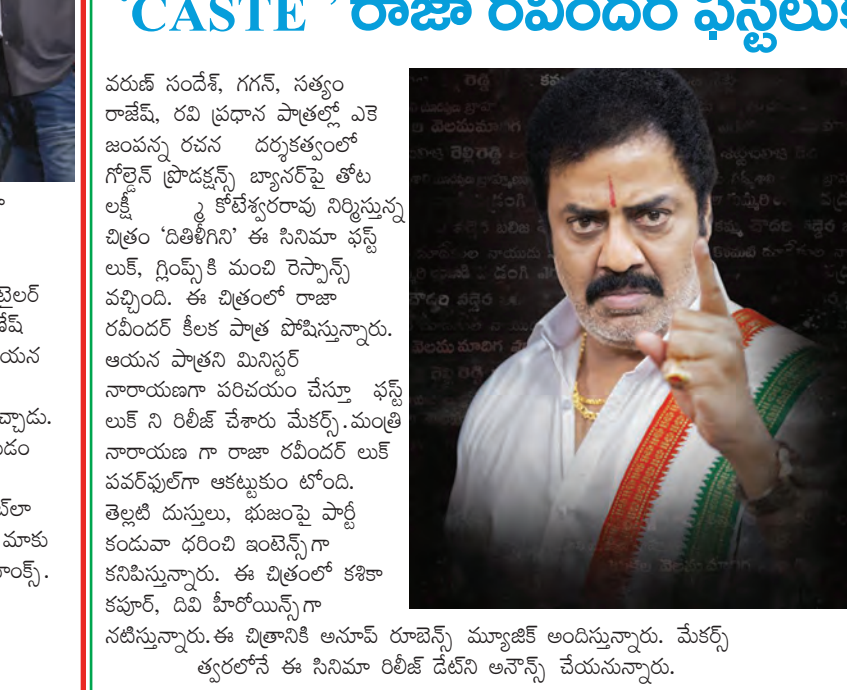 ‘CASTE ’ రాజా రవీందర్ ఫస్ట్‌లుక్
వరుణ్ సందేశ్, గగన్, సత్యం
రాజేష్, రవి ప్రధాన పాత్రల్లో ఎకె
జంపన్న రచన దర్శకత్వంలో
గోల్డెన్ ప్రొడక్షన్స్ బ్యానర్‌పై తోట
లక్ష్మీ కోటేశ్వరరావు నిర్మిస్తున్న
చిత్రం ‘దితిళీగిని’ ఈ సినిమా ఫస్ట్
లుక్, గ్లింప్స్‌కి మంచి రెస్పాన్స్
వచ్చింది. ఈ చిత్రంలో రాజా
రవీందర్ కీలక పాత్ర పోషిస్తున్నారు.
ఆయన పాత్రని మినిస్టర్
నారాయణగా పరిచయం చేస్తూ ఫస్ట్
లుక్ ని రిలీజ్ చేశారు మేకర్స్.మంత్రి
నారాయణ గా రాజా రవీందర్ లుక్
పవర్‌ఫుల్‌గా ఆకట్టుకుం టోంది.
తెల్లటి దుస్తులు, భుజంపై పార్టీ
కండువా ధరించి ఇంటెన్స్‌గా
కనిపిస్తున్నారు. ఈ చిత్రంలో కశికా
కపూర్, దివి హీరోయిన్స్‌గా
నటిస్తున్నారు.ఈ చిత్రానికి అనూప్ రూబెన్స్ మ్యూజిక్ అందిస్తున్నారు. మేకర్స్
త్వరలోనే ఈ సినిమా రిలీజ్ డేట్‌ని అనౌన్స్ చేయనున్నారు.
యన
చ్చాడు.
మాకు